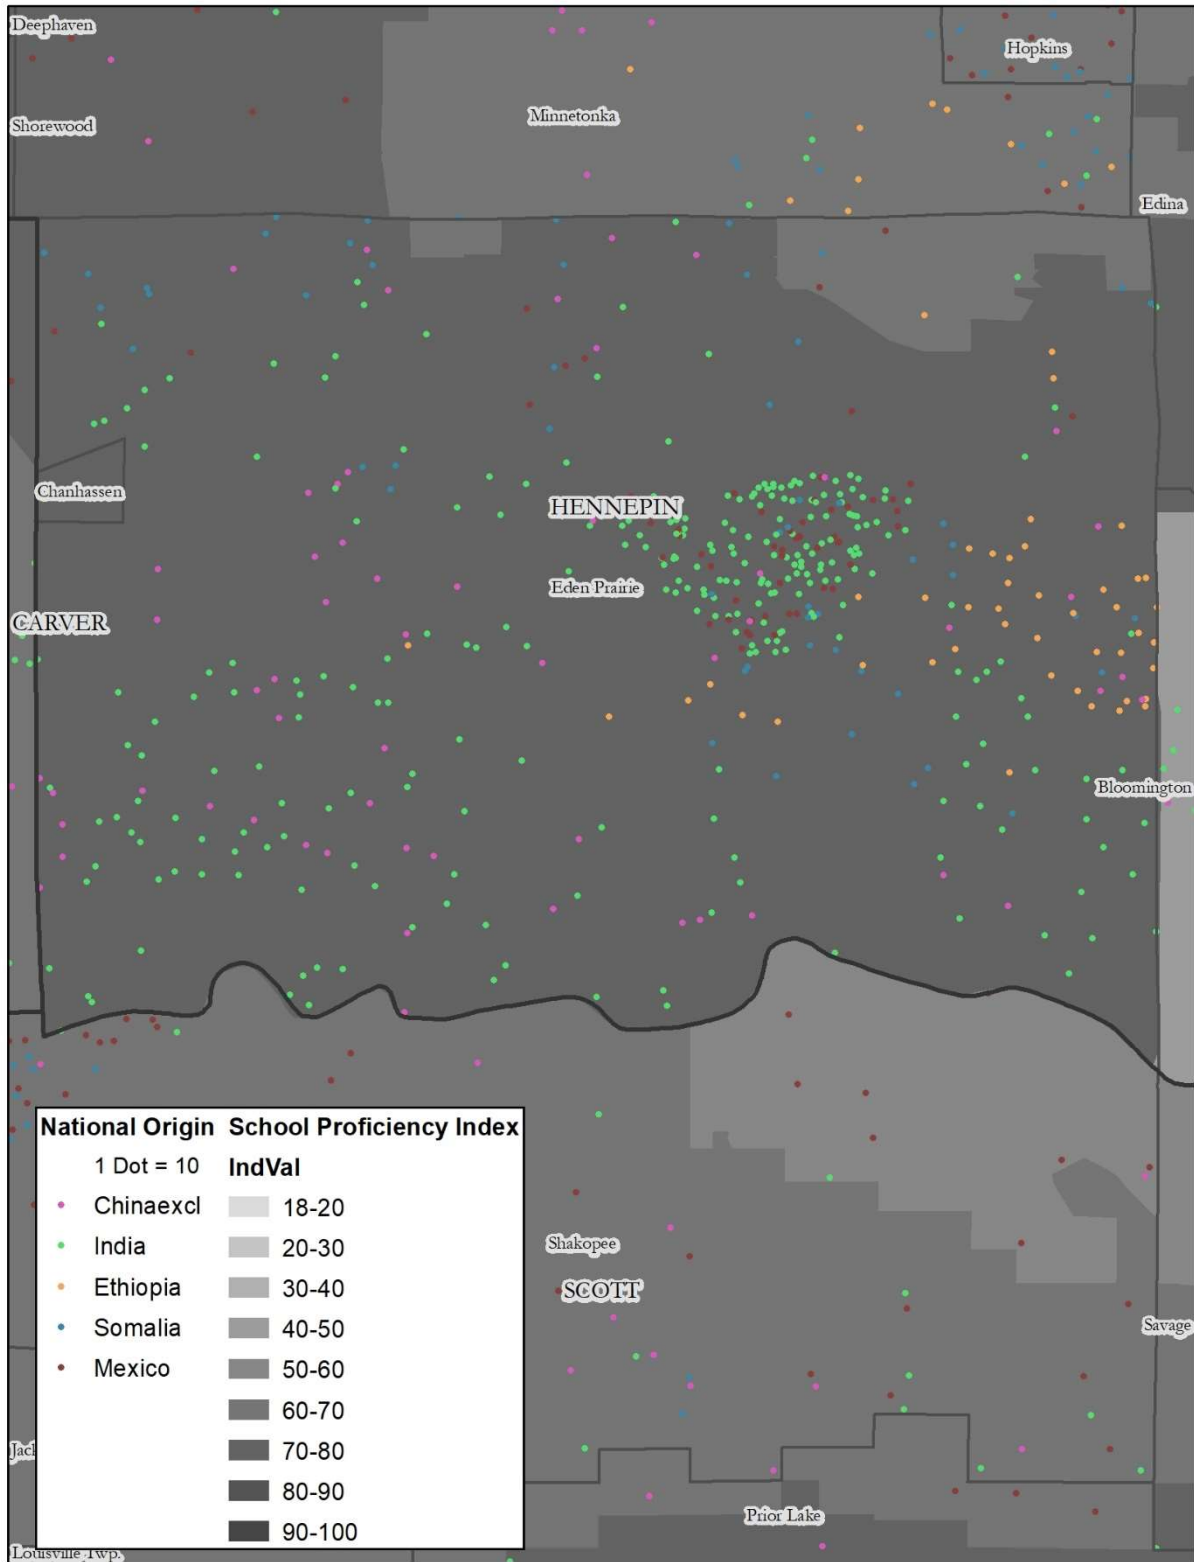 Deephaven
Hopkins
Minnetonka
Shorewood
Edina
Chanhassen
HENNEPIN
Eden Prairie
CARVER
Bloomington
National Origin School Proficiency Index
1 Dot = 10 IndVal
Chinaexcl 18-20
India 20-30
Ethiopia 30-40
Somalia 40-50
Mexico 50-60
60-70
70-80
80-90
90-100
Shakopee
SCOTT
Savage
Jack
Prior Lake
Louisville Twp.